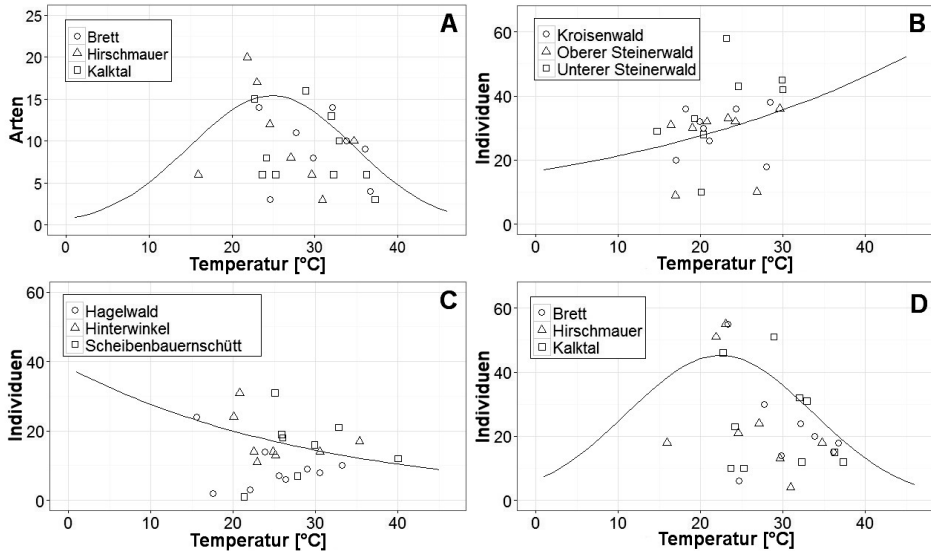 A
Arten
25
20
15
10
5
0
Brett
Hirschmauer
Kalktal
0 10 20 30 40
Temperatur [°C]
B
Individuen
60
40
20
0
Kroisenwald
Oberer Steinerwald
Unterer Steinerwald
0 10 20 30 40
Temperatur [°C]
C
Individuen
60
40
20
0
Hagelwald
Hinterwinkel
Scheibenbauernschütt
0 10 20 30 40
Temperatur [°C]
D
Individuen
60
40
20
0
Brett
Hirschmauer
Kalktal
0 10 20 30 40
Temperatur [°C]